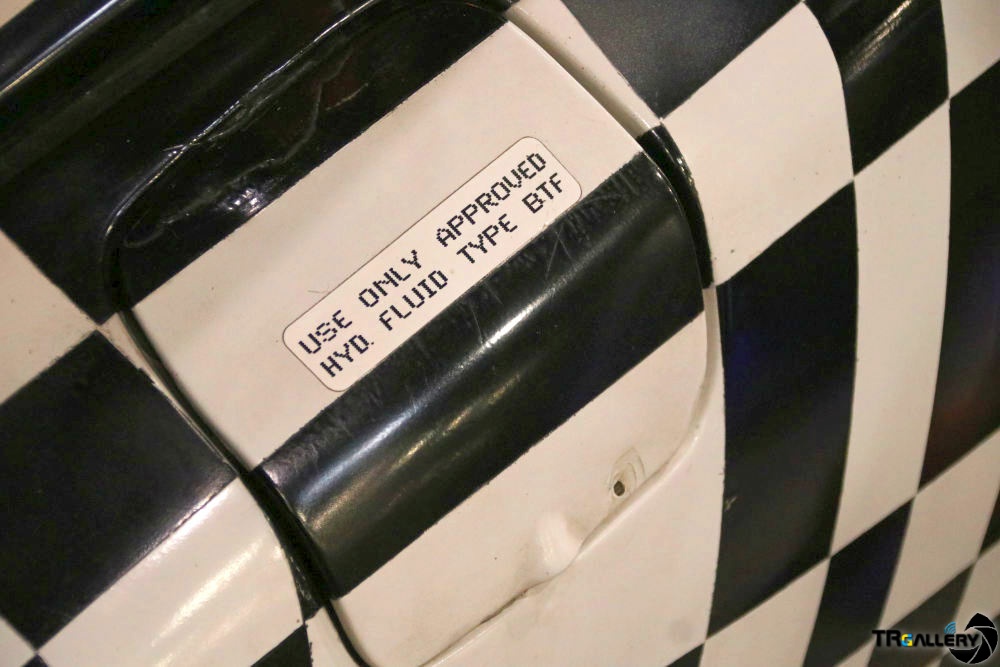 USE ONLY APPROVED
HYD. FLUID TYPE BTF
TRGALLERY